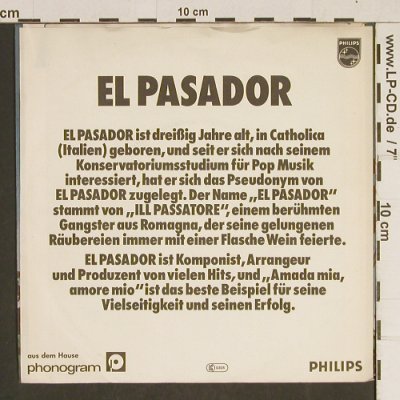 cm
10 cm
PHILIPS
www.LP-CD.de / 7"
10 cm
EL PASADOR
EL PASADOR ist dreißig Jahre alt, in Catholica
(Italien) geboren, und seit er sich nach seinem
Konservatoriumsstudium für Pop Musik
interessiert, hat er sich das Pseudonym von
EL PASADOR zugelegt. Der Name „EL PASADOR"
stammt von „ILL PASSATORE", einem berühmten
Gangster aus Romagna, der seine gelungenen
Räubereien immer mit einer Flasche Wein feierte.
EL PASADOR ist Komponist, Arrangeur
und Produzent von vielen Hits, und „Amada mia,
amore mio" ist das beste Beispiel für seine
Vielseitigkeit und seinen Erfolg.
aus dem Hause
phonogram
PHILIPS